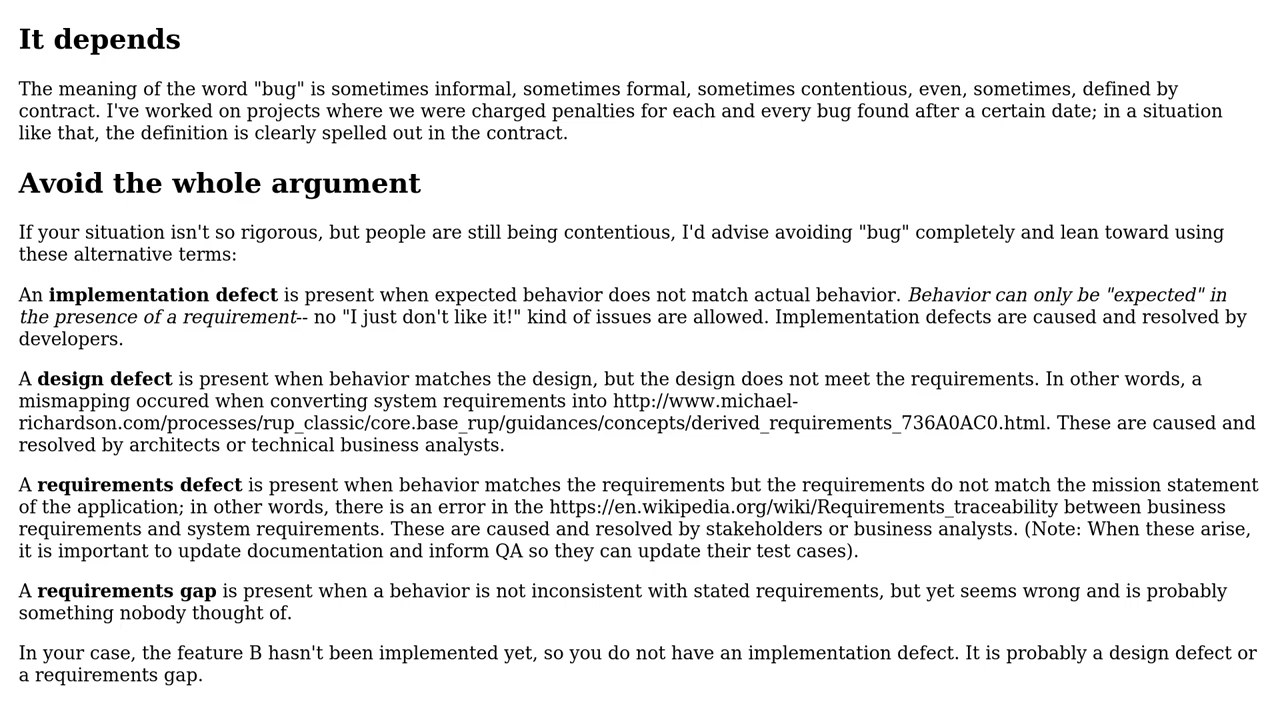 It depends
The meaning of the word "bug" is sometimes informal, sometimes formal, sometimes contentious, even, sometimes, defined by
contract. I've worked on projects where we were charged penalties for each and every bug found after a certain date; in a situation
like that, the definition is clearly spelled out in the contract.
Avoid the whole argument
If your situation isn't so rigorous, but people are still being contentious, I'd advise avoiding "bug" completely and lean toward using
these alternative terms:
An implementation defect is present when expected behavior does not match actual behavior. Behavior can only be "expected" in
the presence of a requirement-- no "I just don't like it!" kind of issues are allowed. Implementation defects are caused and resolved by
developers.
A design defect is present when behavior matches the design, but the design does not meet the requirements. In other words, a
mismapping occured when converting system requirements into http://www.michael-
richardson.com/processes/rup_classic/core.base_rup/guidances/concepts/derived_requirements_736A0AC0.html. These are caused and
resolved by architects or technical business analysts.
A requirements defect is present when behavior matches the requirements but the requirements do not match the mission statement
of the application; in other words, there is an error in the https://en.wikipedia.org/wiki/Requirements_traceability between business
requirements and system requirements. These are caused and resolved by stakeholders or business analysts. (Note: When these arise,
it is important to update documentation and inform QA so they can update their test cases).
A requirements gap is present when a behavior is not inconsistent with stated requirements, but yet seems wrong and is probably
something nobody thought of.
In your case, the feature B hasn't been implemented yet, so you do not have an implementation defect. It is probably a design defect or
a requirements gap.